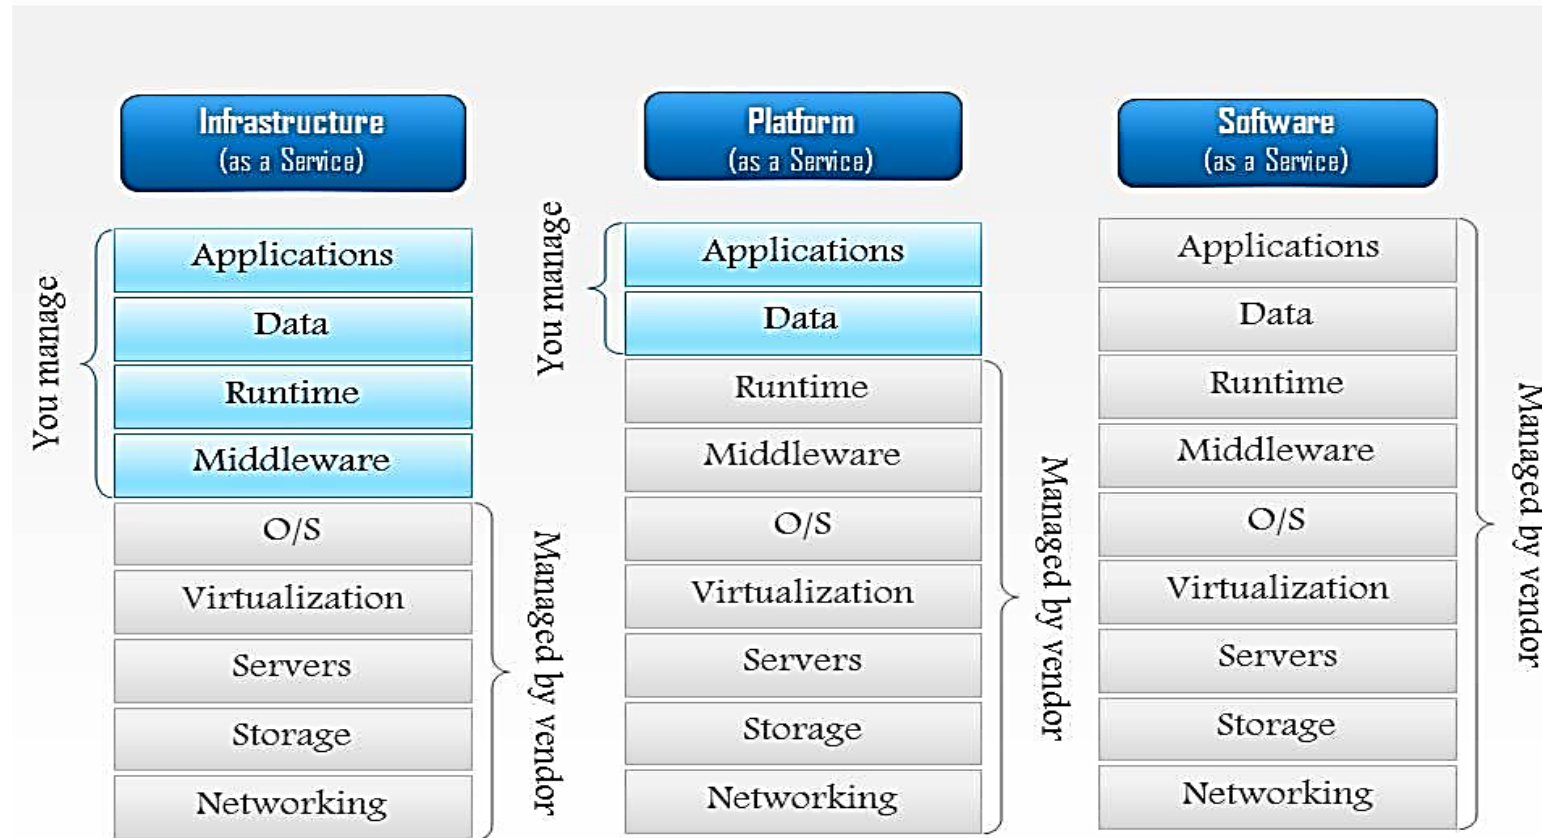 Infrastructure
(as a Service)
You manage
Applications
Data
Runtime
Middleware
O/S
Virtualization
Servers
Storage
Networking
Managed by vendor
Platform
(as a Service)
You manage
Applications
Data
Runtime
Middleware
O/S
Virtualization
Servers
Storage
Networking
Managed by vendor
Software
(as a Service)
Applications
Data
Runtime
Middleware
O/S
Virtualization
Servers
Storage
Networking
Managed by vendor